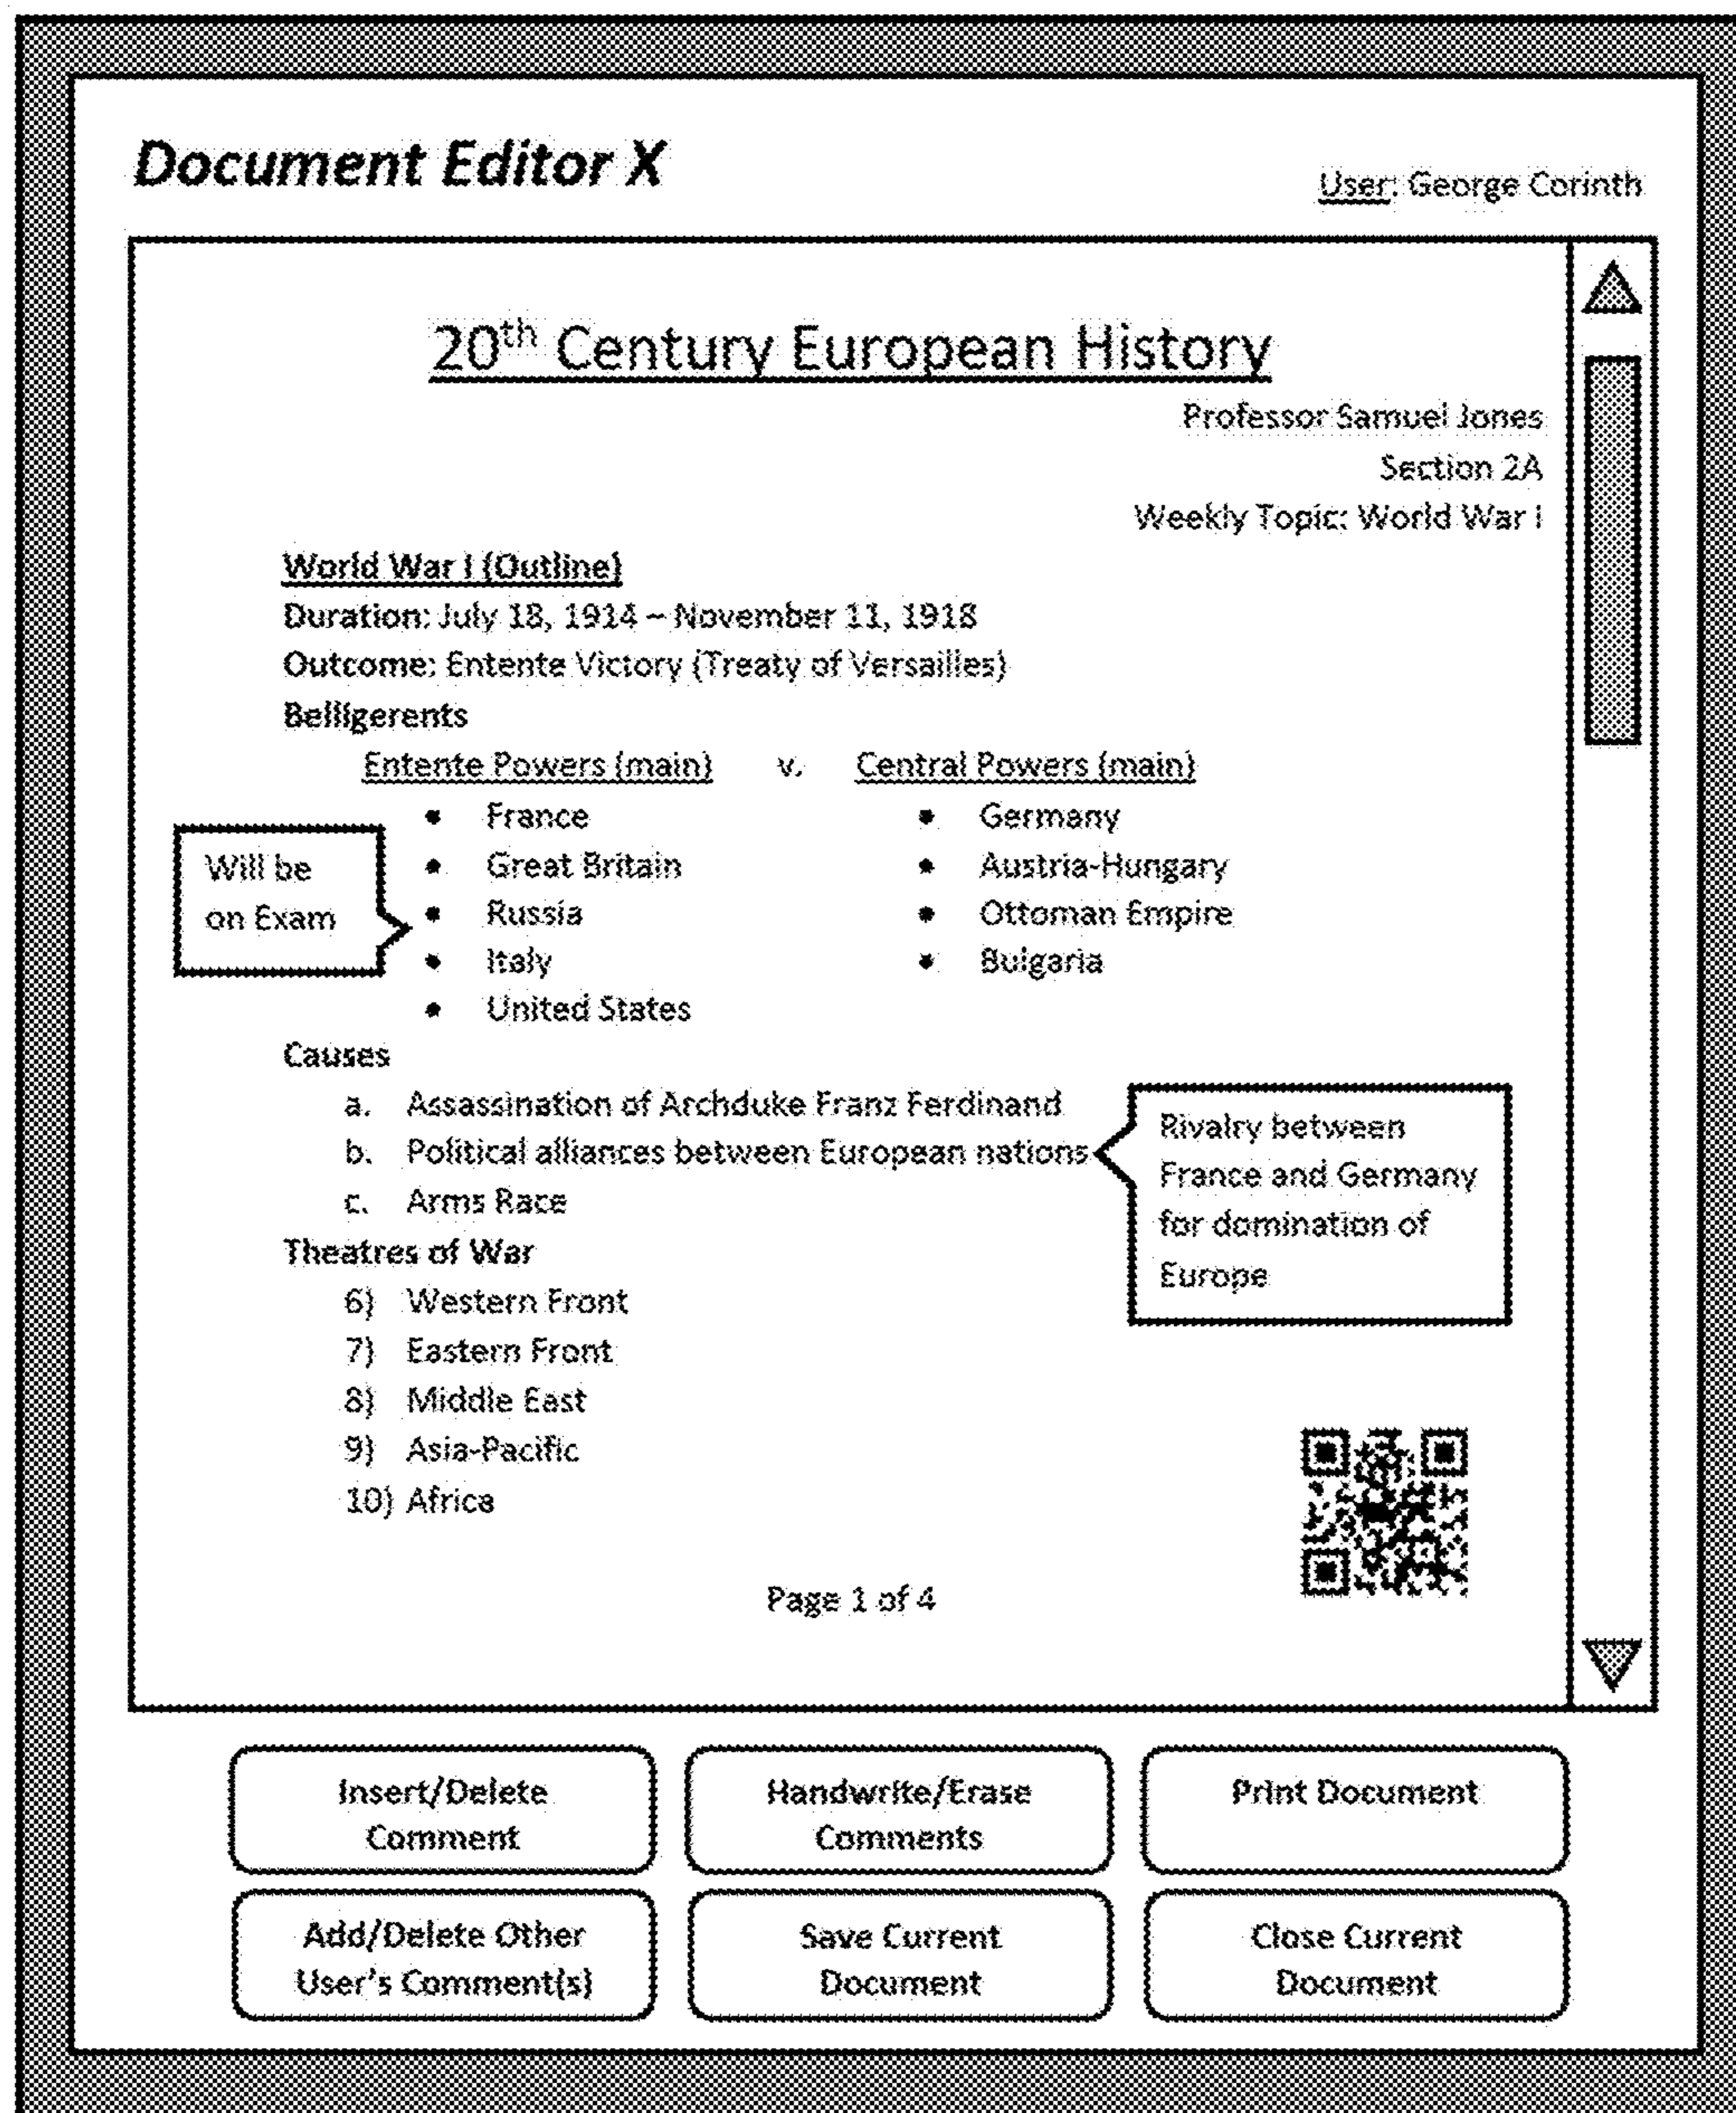 Document Editor X
User: George Corinth
20th Century European History
Professor Samuel Jones
Section 2A
Weekly Topic: World War I
World War I (Outline)
Duration: July 18, 1914 – November 11, 1918
Outcome: Entente Victory (Treaty of Versailles)
Belligerents
Entente Powers (main) v. Central Powers (main)
• France • Germany
• Great Britain • Austria-Hungary
• Russia • Ottoman Empire
• Italy • Bulgaria
• United States
Will be
on Exam
Causes
a. Assassination of Archduke Franz Ferdinand
b. Political alliances between European nations
c. Arms Race
Rivalry between
France and Germany
for domination of
Europe
Theatres of War
6) Western Front
7) Eastern Front
8) Middle East
9) Asia-Pacific
10) Africa
Page 1 of 4
Insert/Delete
Comment
Handwrite/Erase
Comments
Print Document
Add/Delete Other
User's Comment(s)
Save Current
Document
Close Current
Document